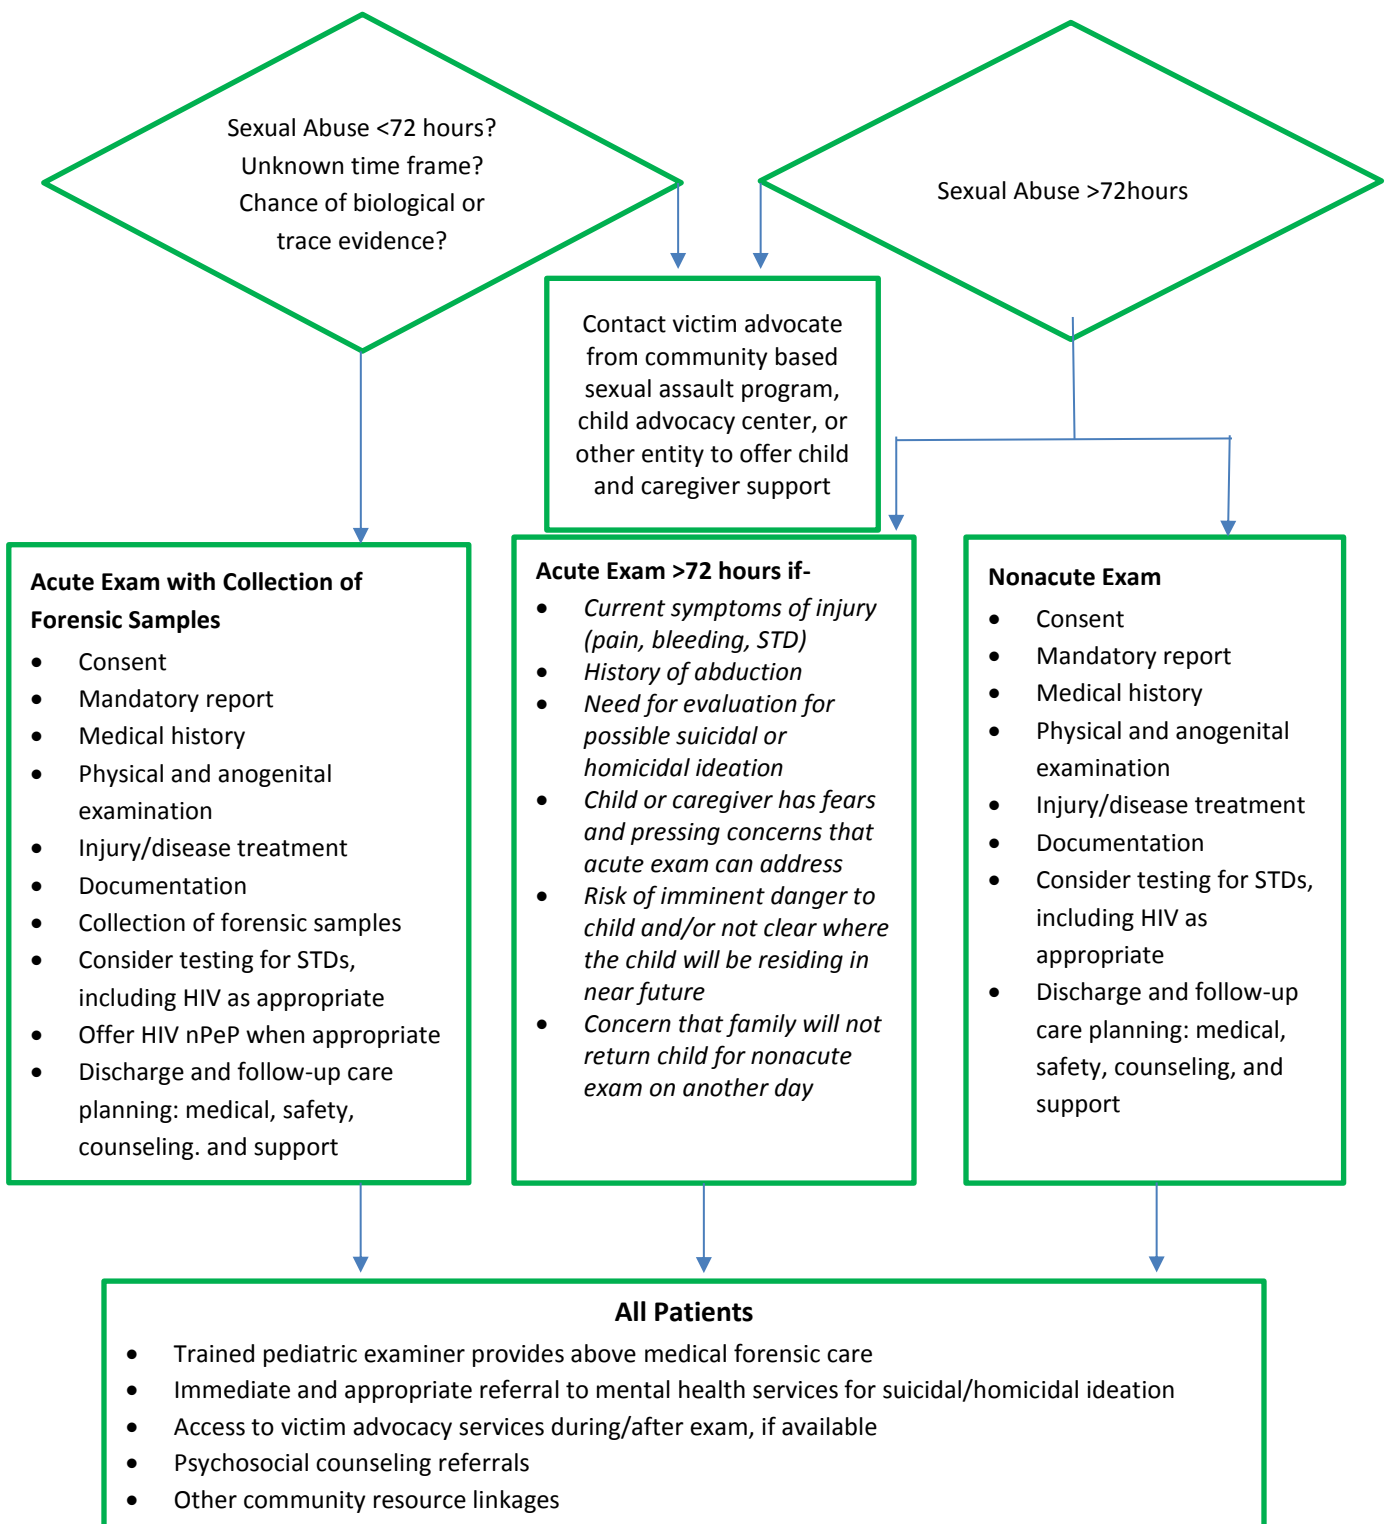 Sexual Abuse <72 hours?
Unknown time frame?
Chance of biological or
trace evidence?
Sexual Abuse >72hours
Contact victim advocate
from community based
sexual assault program,
child advocacy center, or
other entity to offer child
and caregiver support
Acute Exam with Collection of
Forensic Samples
• Consent
• Mandatory report
• Medical history
• Physical and anogenital
examination
• Injury/disease treatment
• Documentation
• Collection of forensic samples
• Consider testing for STDs,
including HIV as appropriate
• Offer HIV nPeP when appropriate
• Discharge and follow-up care
planning: medical, safety,
counseling. and support
Acute Exam >72 hours if-
• Current symptoms of injury
(pain, bleeding, STD)
• History of abduction
• Need for evaluation for
possible suicidal or
homicidal ideation
• Child or caregiver has fears
and pressing concerns that
acute exam can address
• Risk of imminent danger to
child and/or not clear where
the child will be residing in
near future
• Concern that family will not
return child for nonacute
exam on another day
Nonacute Exam
• Consent
• Mandatory report
• Medical history
• Physical and anogenital
examination
• Injury/disease treatment
• Documentation
• Consider testing for STDs,
including HIV as
appropriate
• Discharge and follow-up
care planning: medical,
safety, counseling, and
support
All Patients
• Trained pediatric examiner provides above medical forensic care
• Immediate and appropriate referral to mental health services for suicidal/homicidal ideation
• Access to victim advocacy services during/after exam, if available
• Psychosocial counseling referrals
• Other community resource linkages